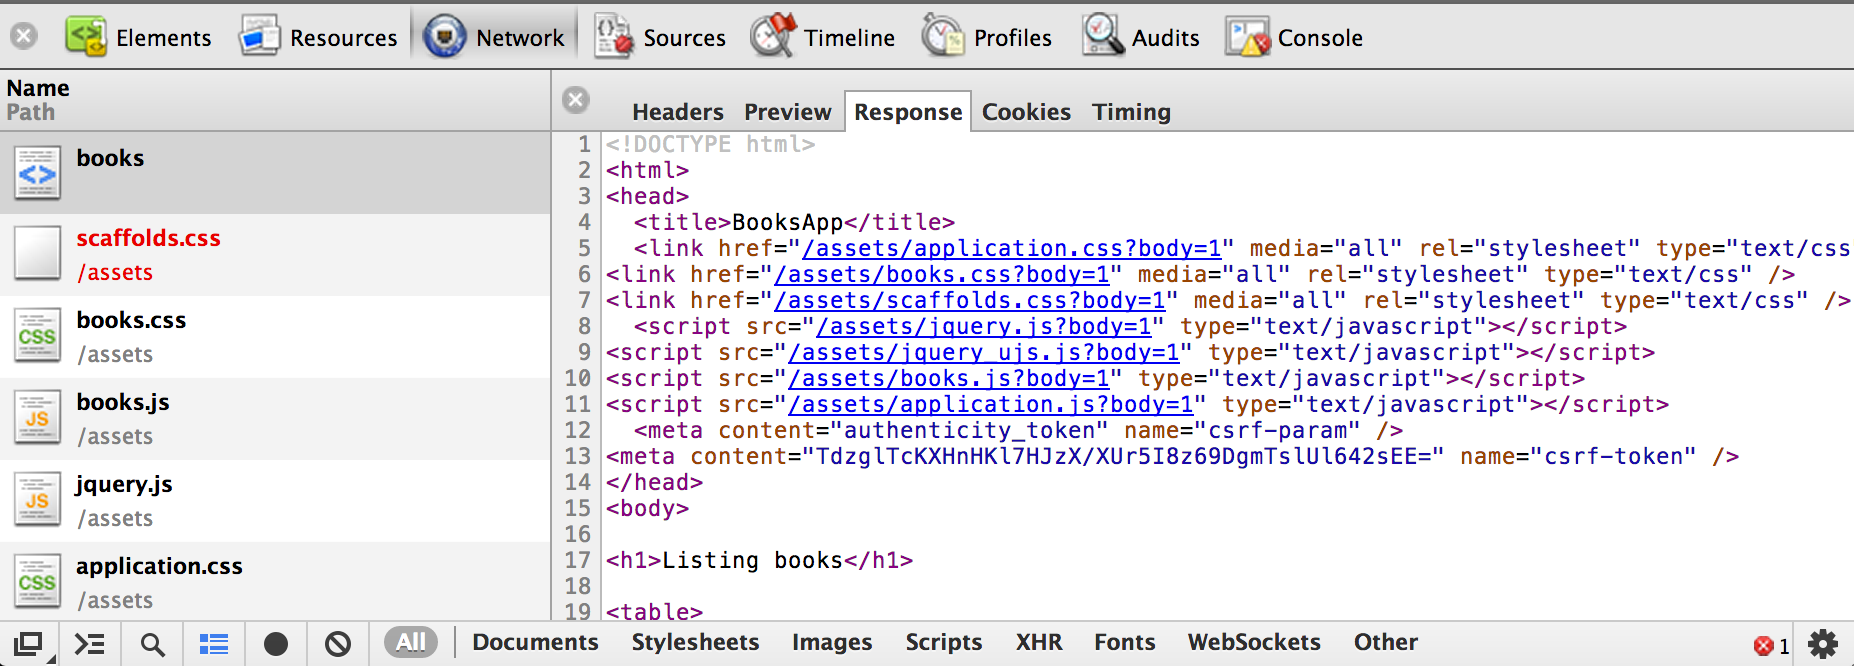 Elements Resources Network Sources Timeline Profiles Audits Console
Name
Path
Headers Preview Response Cookies Timing
books
scaffolds.css
/assets
books.css
/assets
books.js
/assets
jquery.js
/assets
application.css
/assets
1 <!DOCTYPE html>
2 <html>
3 <head>
4   <title>BooksApp</title>
5   <link href="/assets/application.css?body=1" media="all" rel="stylesheet" type="text/css
6 <link href="/assets/books.css?body=1" media="all" rel="stylesheet" type="text/css" />
7 <link href="/assets/scaffolds.css?body=1" media="all" rel="stylesheet" type="text/css" />
8   <script src="/assets/jquery.js?body=1" type="text/javascript"></script>
9 <script src="/assets/jquery_ujs.js?body=1" type="text/javascript"></script>
10 <script src="/assets/books.js?body=1" type="text/javascript"></script>
11 <script src="/assets/application.js?body=1" type="text/javascript"></script>
12   <meta content="authenticity_token" name="csrf-param" />
13 <meta content="TdzglTcKXHnHKl7HJzX/XUr5I8z69DgmTslUl642sEE=" name="csrf-token" />
14 </head>
15 <body>
16
17 <h1>Listing books</h1>
18
19 <table>
All Documents Stylesheets Images Scripts XHR Fonts WebSockets Other 1